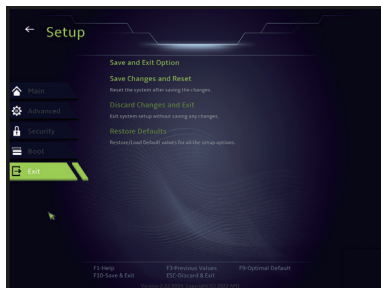 Setup
Save and Exit Option
Save Changes and Reset
Reset the system after saving the changes.
Main
Discard Changes and Exit
Advanced
Exit system setup without saving any changes.
Security
Restore Defaults
Restore/Load Default values for all the setup options.
Boot
Exit
F1-Help F3-Previous Values F9-Optimal Default
F10-Save & Exit ESC-Discard & Exit